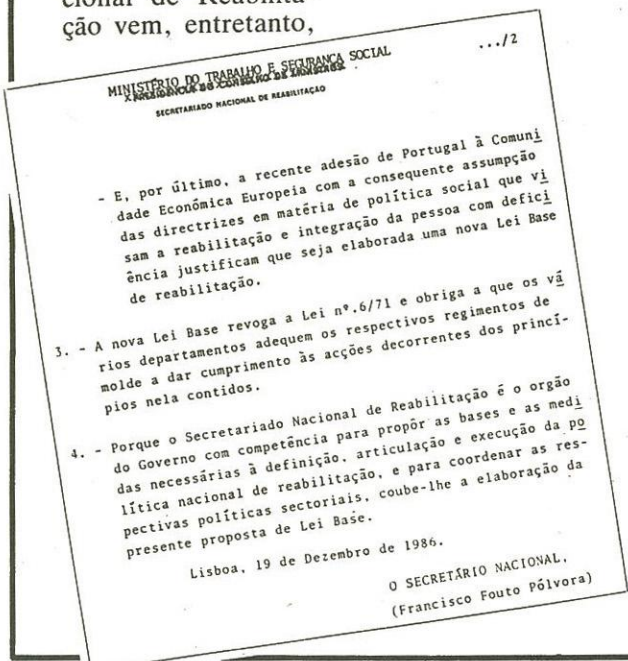 cional de Reabilita-
ção vem, entretanto,
MINISTÉRIO DO TRABALHO E SEGURANÇA SOCIAL
.../2
PRESIDÊNCIA DO CONSELHO DE MINISTROS
SECRETARIADO NACIONAL DE REABILITAÇÃO
- E, por último, a recente adesão de Portugal à Comuni
dade Económica Europeia com a consequente assumpção
das directrizes em matéria de política social que vi
sam a reabilitação e integração da pessoa com defici
ência justificam que seja elaborada uma nova Lei Base
de reabilitação.
3. - A nova Lei Base revoga a Lei nº.6/71 e obriga a que os vá
rios departamentos adequem os respectivos regimentos de
molde a dar cumprimento às acções decorrentes dos princí-
pios nela contidos.
4. - Porque o Secretariado Nacional de Reabilitação é o orgão
do Governo com competência para propôr as bases e as medi
das necessárias à definição, articulação e execução da po
lítica nacional de reabilitação, e para coordenar as res-
pectivas políticas sectoriais, coube-lhe a elaboração da
presente proposta de Lei Base.
Lisboa, 19 de Dezembro de 1986.
O SECRETÁRIO NACIONAL,
(Francisco Fouto Pólvora)